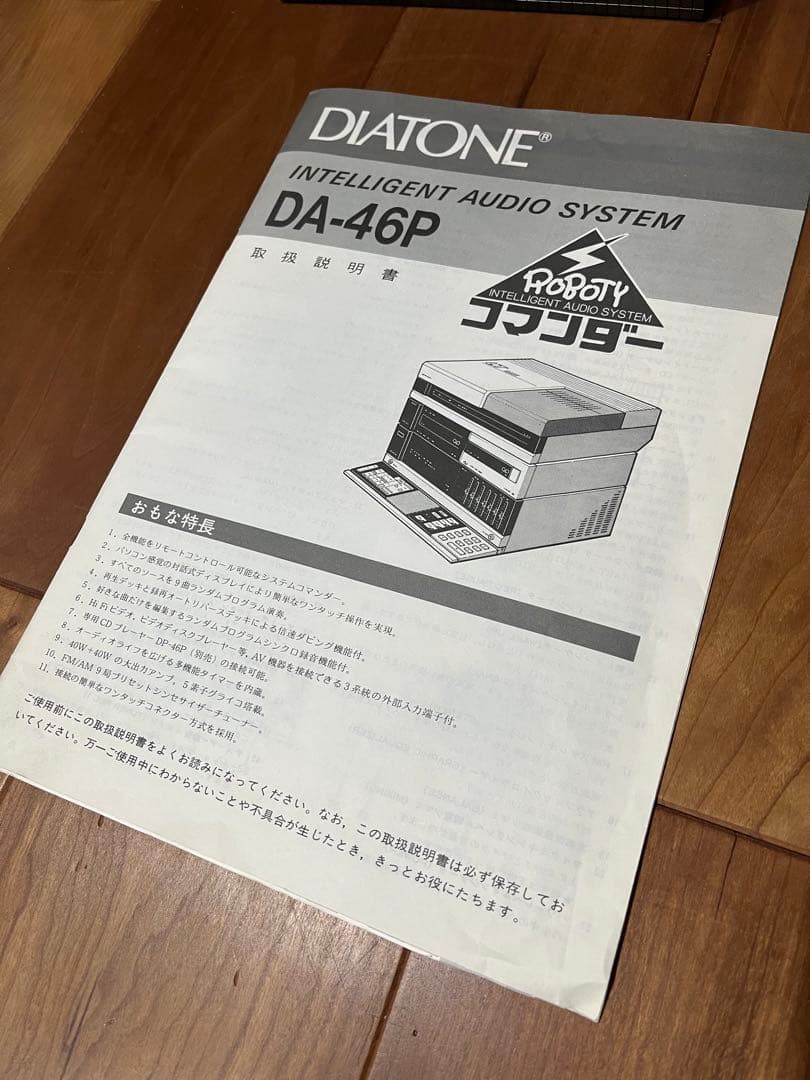 DIATONE®
INTELLIGENT AUDIO SYSTEM
DA-46P
取扱説明書
ROBOTY
INTELLIGENT AUDIO SYSTEM
コマンダー
おもな特長
1. 全機能をリモートコントロール可能なシステムコマンダー。
2. パソコン感覚の対話式ディスプレイにより簡単なワンタッチ操作を実現。
3. すべてのソースを9曲ランダムプログラム演奏。
4. 再生デッキと録再オートリバースデッキによる倍速ダビング機能付。
5. 好きな曲だけを編集するランダムプログラムシンクロ録音機能付。
6. Hi Fiビデオ, ビデオディスクプレーヤー等, AV機器を接続できる3系統の外部入力端子付。
7. 専用CDプレーヤーDP-46P(別売)の接続可能。
8. オーディオライフを広げる多機能タイマーを内蔵。
9. 40W+40Wの大出力アンプ, 5素子グライコ搭載。
10. FM/AM 9局プリセットシンセサイザーチューナー。
11. 接続の簡単なワンタッチコネクター方式を採用。
ご使用前にこの取扱説明書をよくお読みになってください。なお, この取扱説明書は必ず保存してお
いてください。万一ご使用中にわからないことや不具合が生じたとき, きっとお役にたちます。